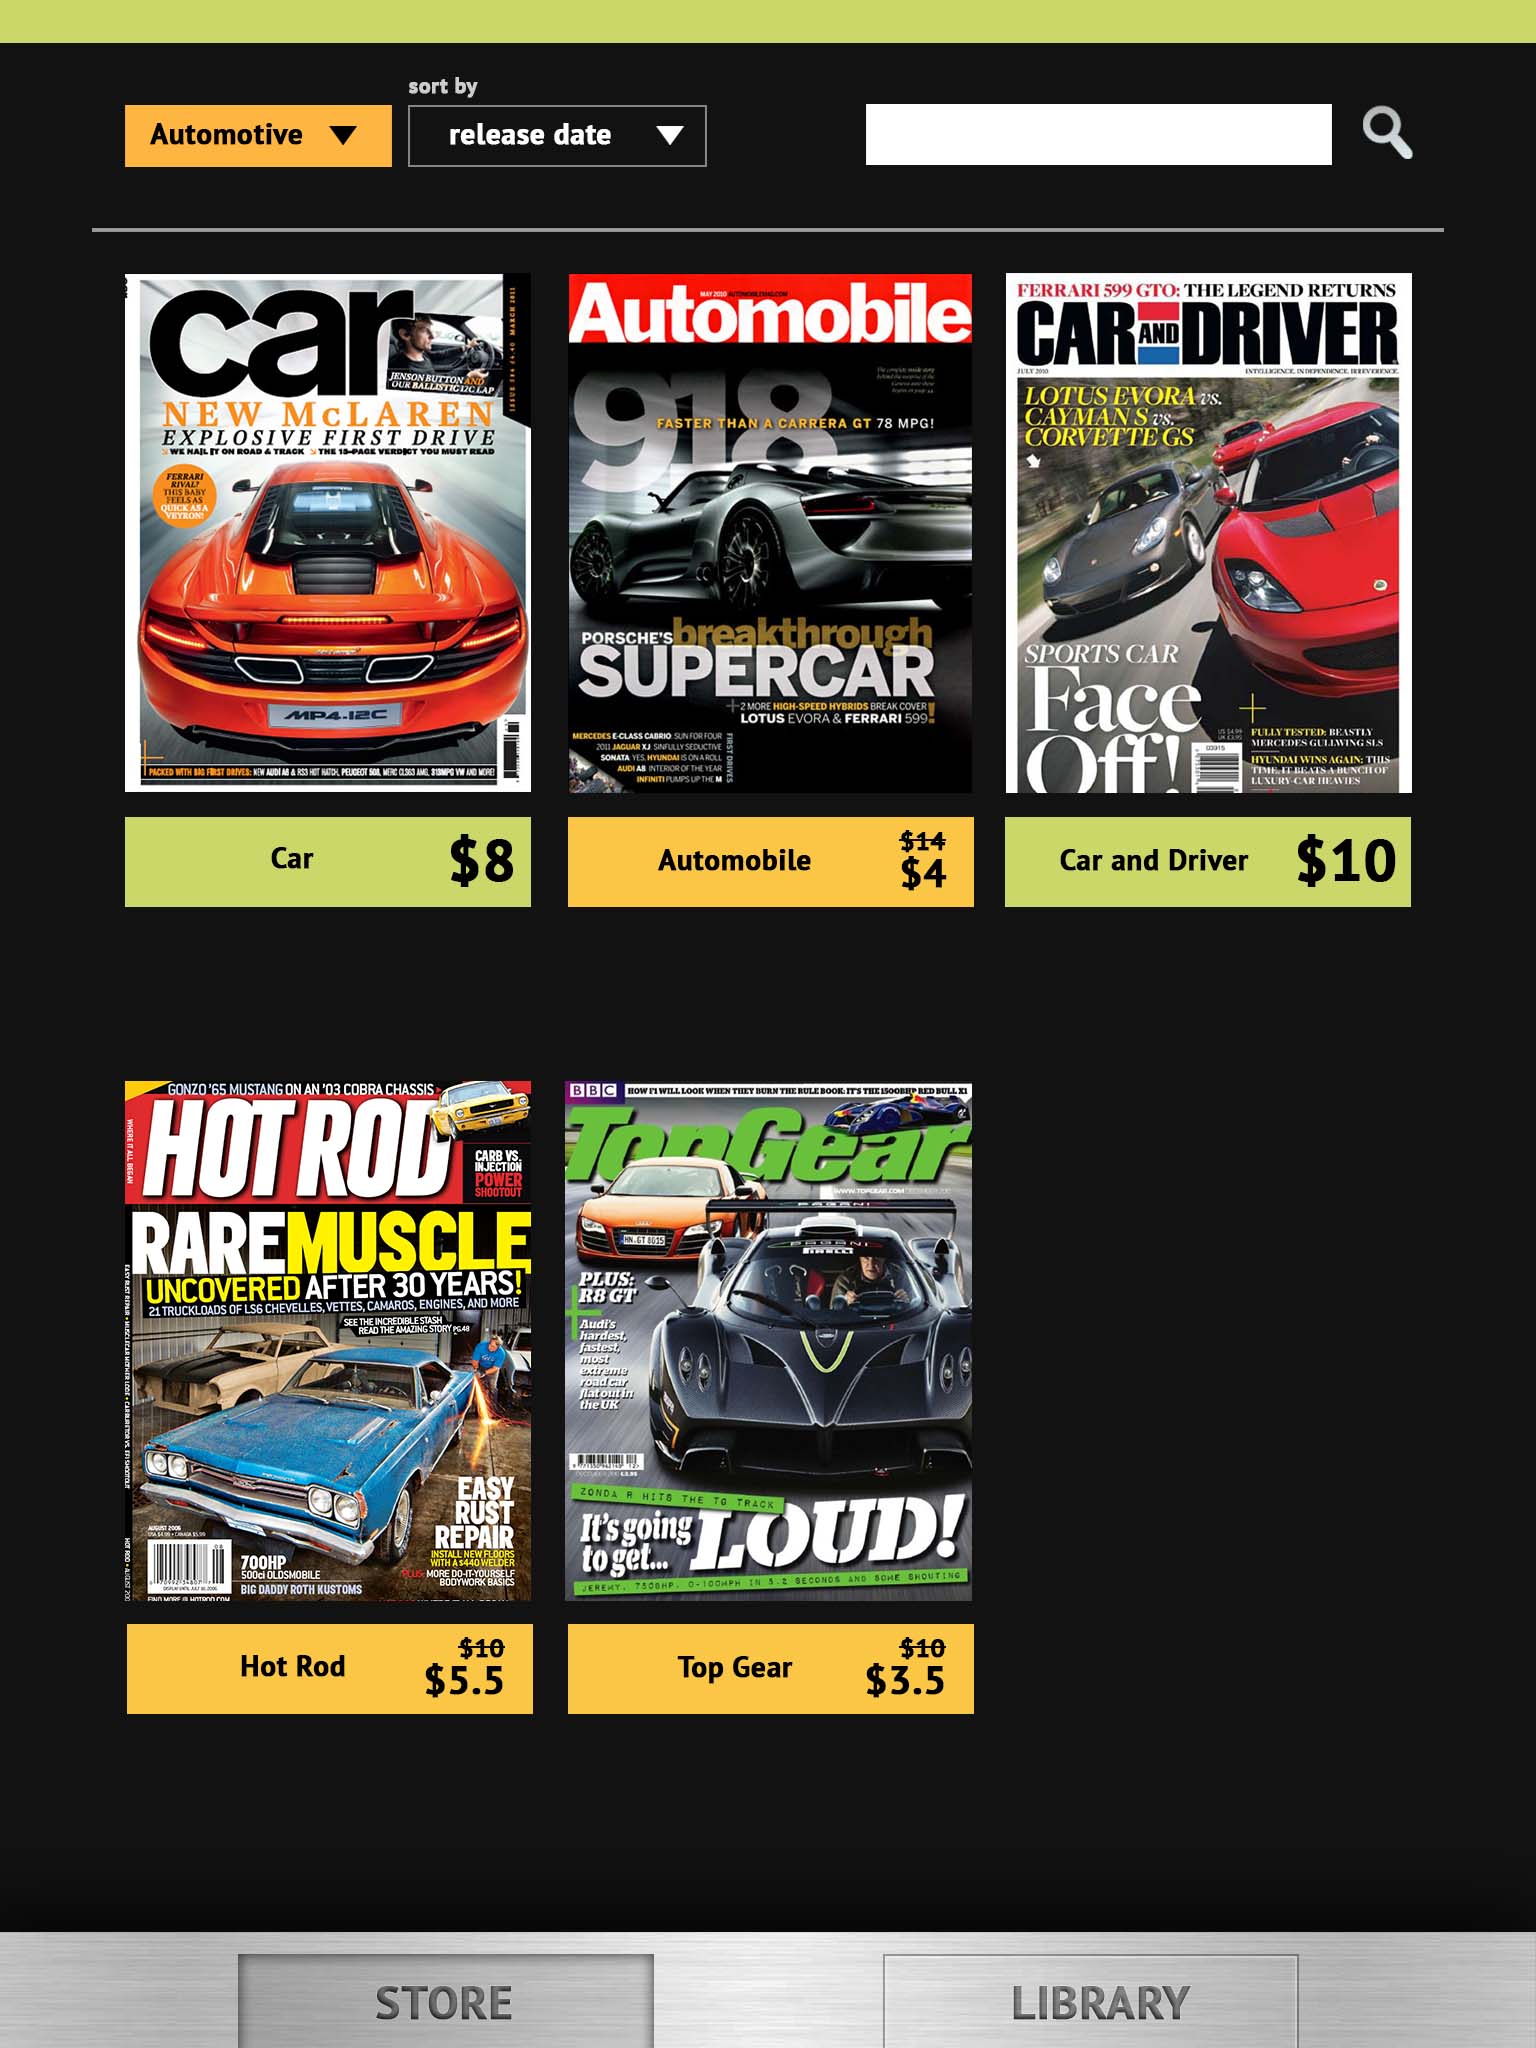 sort by
Automotive
release date
car
JENSON BUTTON AND
OUR BALLISTIC 12C LAP
MARCH 2011
NEW McLAREN
EXPLOSIVE FIRST DRIVE
WE NAIL IT ON ROAD & TRACK THE 15-PAGE VERDICT YOU MUST READ
FERRARI
RIVAL?
THIS BABY
FEELS AS
QUICK AS A
VEYRON!
MP4-12C
PACKED WITH BIG FIRST DRIVES: NEW AUDI A6 & RS3 HOT HATCH, PEUGEOT 508, MERC CLS63 AMG, 313MPG VW AND MORE!
MAY 2010 AUTOMOBILEMAG.COM
Automobile
918
FASTER THAN A CARRERA GT 78 MPG!
PORSCHE'S breakthrough
SUPERCAR
+2 MORE HIGH-SPEED HYBRIDS BREAK COVER
LOTUS EVORA & FERRARI 599!
MERCEDES E-CLASS CABRIO SUN FOR FOUR
2011 JAGUAR XJ SINFULLY SEDUCTIVE
SONATA: YES, HYUNDAI IS ON A ROLL
AUDI A8 INTERIOR OF THE YEAR
INFINITI PUMPS UP THE M
FIRST DRIVES
FERRARI 599 GTO: THE LEGEND RETURNS
CAR AND DRIVER
JULY 2010 INTELLIGENCE. INDEPENDENCE. IRREVERENCE.
LOTUS EVORA vs.
CAYMAN S vs.
CORVETTE GS
SPORTS CAR
Face
Off!
FULLY TESTED: BEASTLY
MERCEDES GULLWING SLS
HYUNDAI WINS AGAIN: THIS
TIME, IT BEATS A BUNCH OF
LUXURY-CAR HEAVIES
Car
$8
Automobile
$14
$4
Car and Driver
$10
GONZO '65 MUSTANG ON AN '03 COBRA CHASSIS
HOT ROD
WHERE IT ALL BEGAN
CARB VS.
INJECTION
POWER
SHOOTOUT
RARE MUSCLE
UNCOVERED AFTER 30 YEARS!
21 TRUCKLOADS OF LS6 CHEVELLES, VETTES, CAMAROS, ENGINES, AND MORE
SEE THE INCREDIBLE STASH
READ THE AMAZING STORY PG.48
EASY
RUST
REPAIR
INSTALL NEW FLOORS
WITH A $440 WELDER
PLUS: MORE DO-IT-YOURSELF
BODYWORK BASICS
AUGUST 2006
USA $4.99 • CANADA $5.99
700HP
500ci OLDSMOBILE
BIG DADDY ROTH KUSTOMS
BBC
HOW F1 WILL LOOK WHEN THEY BURN THE RULE BOOK: IT'S THE 1500BHP RED BULL X1
TopGear
WWW.TOPGEAR.COM
PAGANI
PAGANI
PIRELLI
HN·GT 8035
PLUS:
R8 GT
Audi's
hardest,
fastest,
most
extreme
road car
flat out in
the UK
ZONDA R HITS THE TG TRACK
It's going
to get...
LOUD!
JEREMY. 750BHP. 0-100MPH IN 5.2 SECONDS AND SOME SHOUTING
Hot Rod
$10
$5.5
Top Gear
$10
$3.5
STORE
LIBRARY